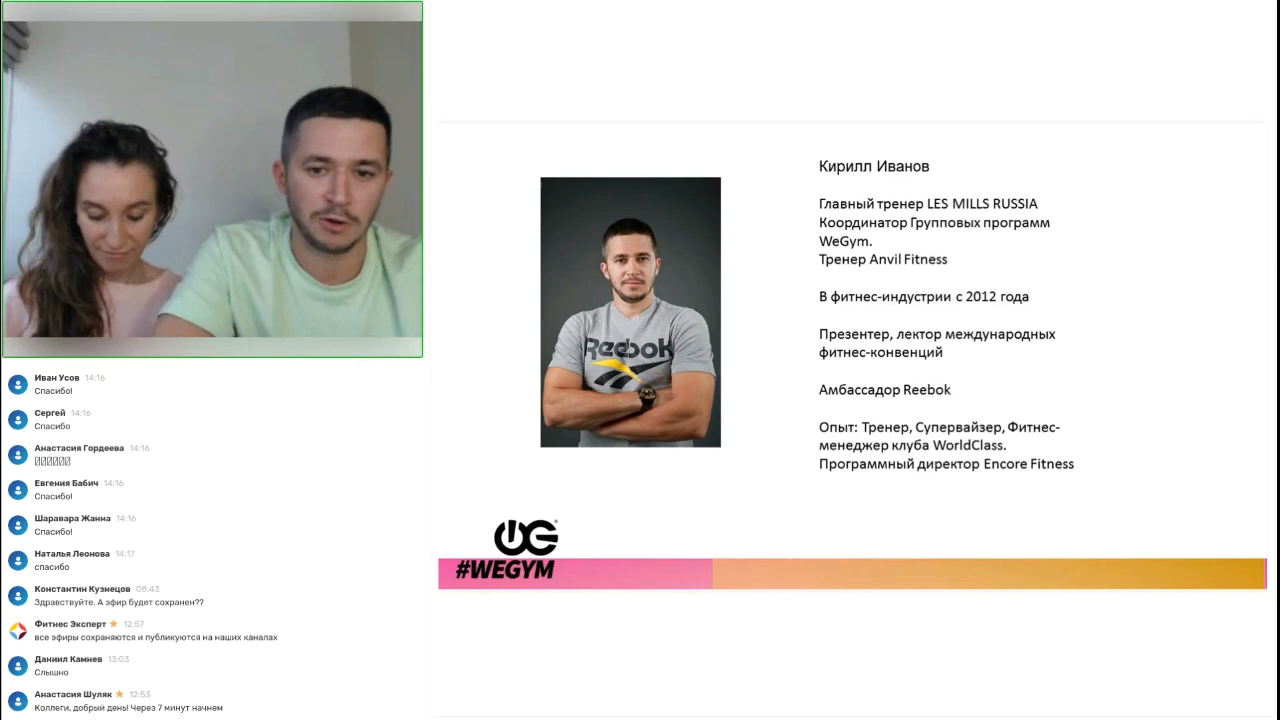 Иван Усов 14:16
Спасибо!
Сергей 14:16
Спасибо
Анастасия Гордеева 14:16
Евгения Бабич 14:16
Спасибо!
Шаравара Жанна 14:16
Спасибо!
Наталья Леонова 14:17
спасибо
Константин Кузнецов 08:43
Здравствуйте. А эфир будет сохранен??
Фитнес Эксперт 12:57
все эфиры сохраняются и публикуются на наших каналах
Даниил Камнев 13:03
Слышно
Анастасия Шуляк 12:53
Коллеги, добрый день! Через 7 минут начнем
Reebok
Кирилл Иванов
Главный тренер LES MILLS RUSSIA
Координатор Групповых программ
WeGym.
Тренер Anvil Fitness
В фитнес-индустрии с 2012 года
Презентер, лектор международных
фитнес-конвенций
Амбассадор Reebok
Опыт: Тренер, Супервайзер, Фитнес-
менеджер клуба WorldClass.
Программный директор Encore Fitness
WG
#WEGYM